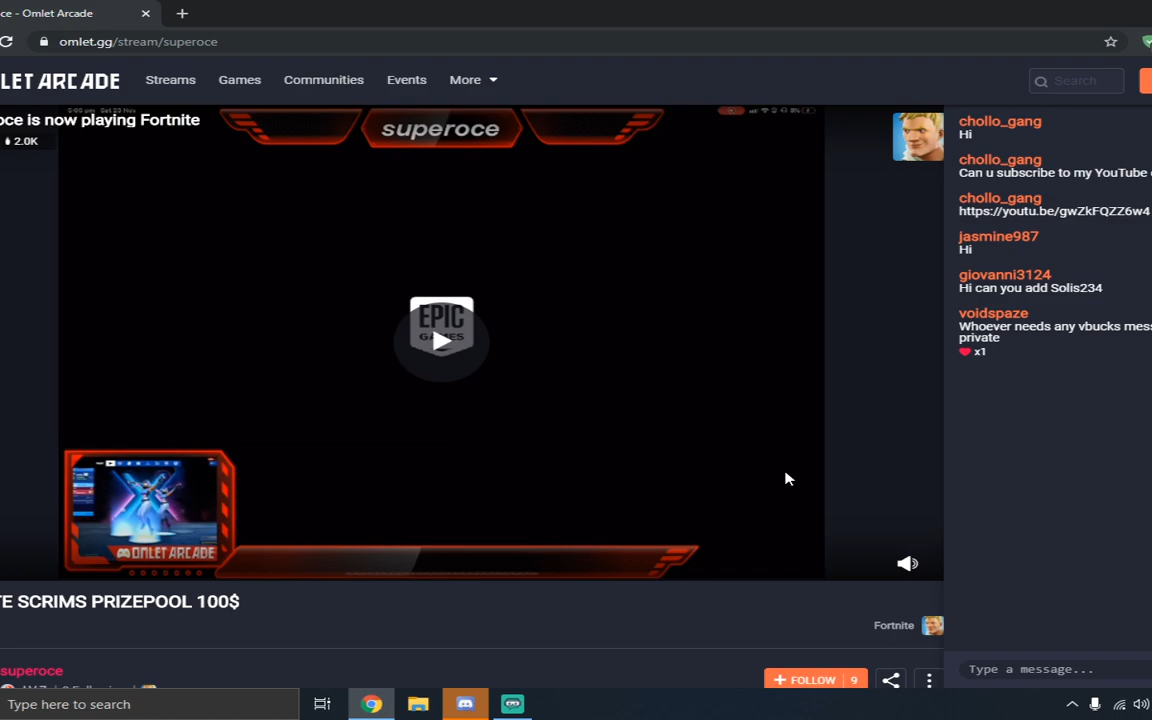 ce - Omlet Arcade
omlet.gg/stream/superoce
LET ARCADE
Streams
Games
Communities
Events
More
Search
oce is now playing Fortnite
2.0K
superoce
EPIC
GAMES
OMLET ARCADE
chollo_gang
Hi
chollo_gang
Can u subscribe to my YouTube
chollo_gang
https://youtu.be/gwZkFQZZ6w4
jasmine987
Hi
giovanni3124
Hi can you add Solis234
voidspaze
Whoever needs any vbucks mes
private
x1
TE SCRIMS PRIZEPOOL 100$
Fortnite
superoce
FOLLOW 9
Type a message...
Type here to search